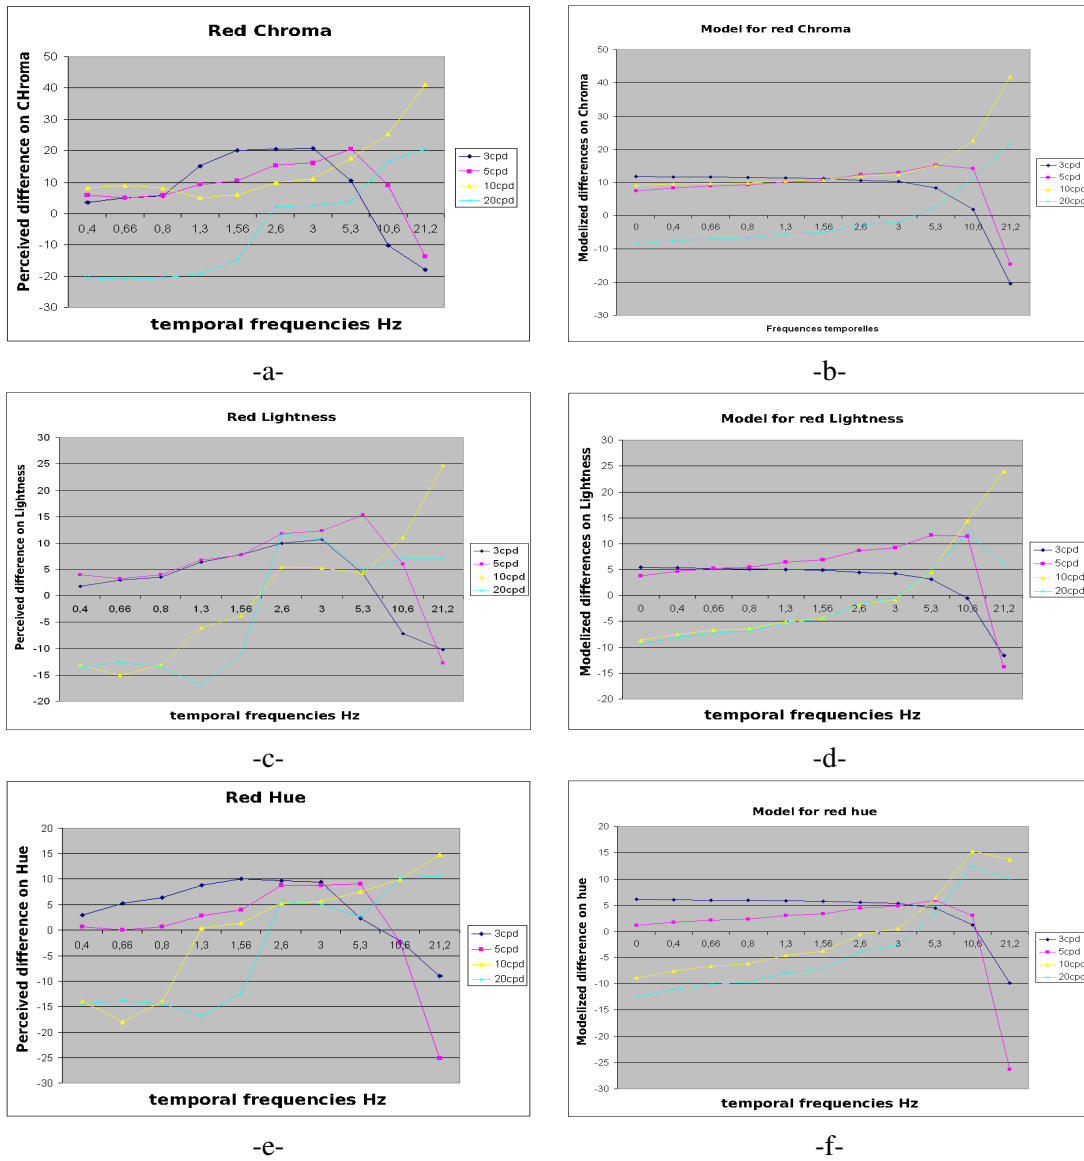 Red Chroma
Perceived difference on CHroma
50
40
30
20
10
0
-10
-20
-30
0,4 0,66 0,8 1,3 1,56 2,6 3 5,3 10,6 21,2
temporal frequencies Hz
3cpd
5cpd
10cpd
20cpd
-a-
Model for red Chroma
Modelized differences on Chroma
50
40
30
20
10
0
-10
-20
-30
0 0,4 0,66 0,8 1,3 1,56 2,6 3 5,3 10,6 21,2
Fréquences temporelles
3cpd
5cpd
10cpd
20cpd
-b-
Red Lightness
Perceived difference on Lightness
30
25
20
15
10
5
0
-5
-10
-15
-20
0,4 0,66 0,8 1,3 1,56 2,6 3 5,3 10,6 21,2
temporal frequencies Hz
3cpd
5cpd
10cpd
20cpd
-c-
Model for red Lightness
Modelized differences on Lightness
30
25
20
15
10
5
0
-5
-10
-15
-20
0 0,4 0,66 0,8 1,3 1,56 2,6 3 5,3 10,6 21,2
temporal frequencies Hz
3cpd
5cpd
10cpd
20cpd
-d-
Red Hue
Perceived difference on Hue
20
15
10
5
0
-5
-10
-15
-20
-25
-30
0,4 0,66 0,8 1,3 1,56 2,6 3 5,3 10,6 21,2
temporal frequencies Hz
3cpd
5cpd
10cpd
20cpd
-e-
Model for red hue
Modelized difference on hue
20
15
10
5
0
-5
-10
-15
-20
-25
-30
0 0,4 0,66 0,8 1,3 1,56 2,6 3 5,3 10,6 21,2
temporal frequencies Hz
3cpd
5cpd
10cpd
20cpd
-f-